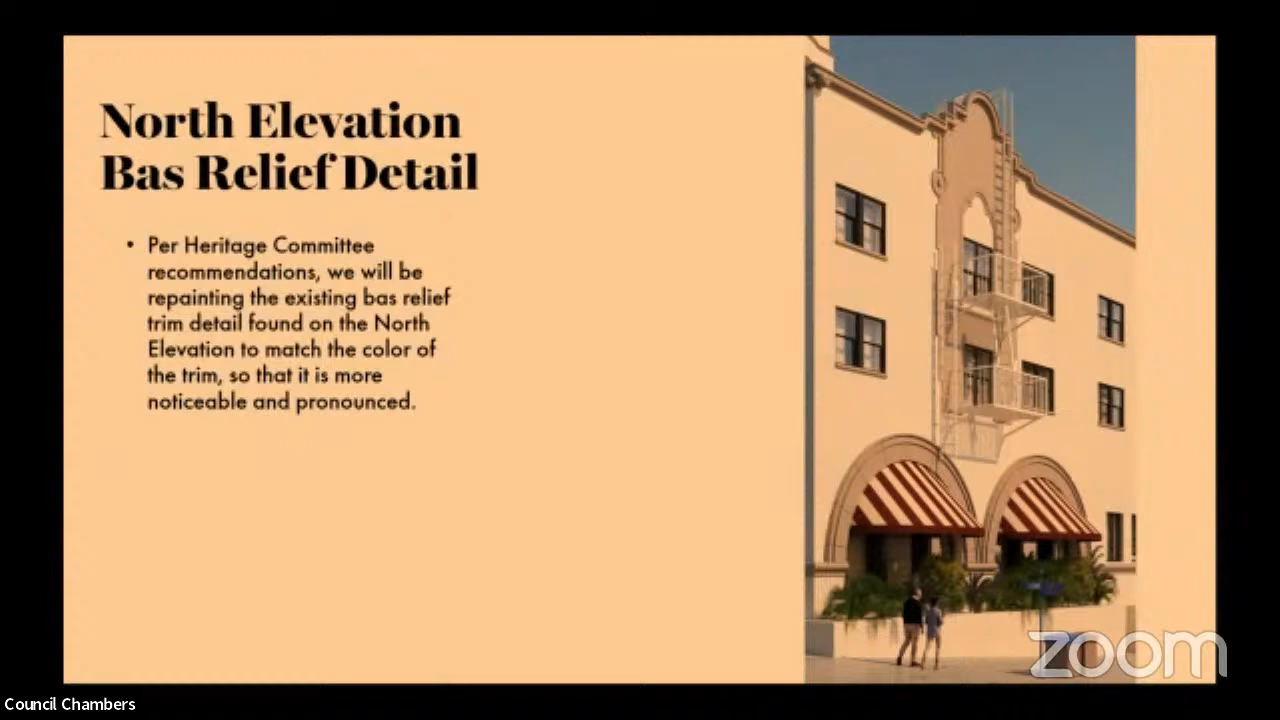 North Elevation
Bas Relief Detail
• Per Heritage Committee
recommendations, we will be
repainting the existing bas relief
trim detail found on the North
Elevation to match the color of
the trim, so that it is more
noticeable and pronounced.
zoom
Council Chambers